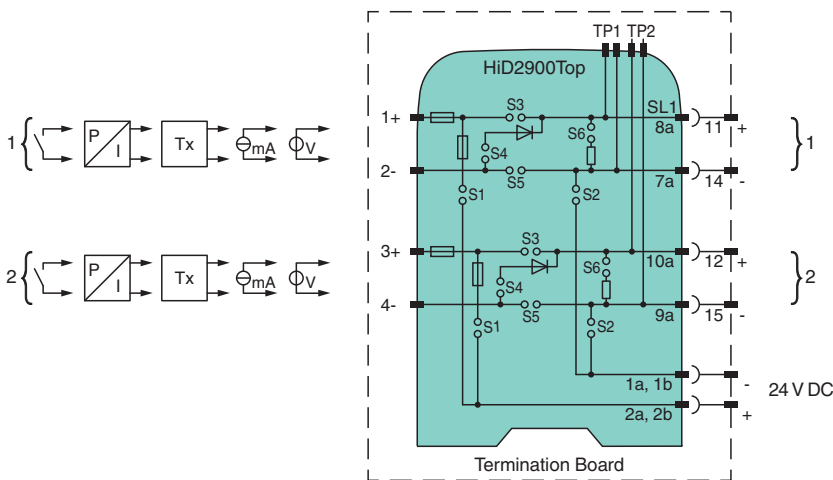 TP1 TP2
HiD2900Top
1+ S3 SL1
8a 11 +
1 P I Tx mA V S4 S6 1
2- S5 7a 14 -
S1 S2
3+ S3 10a 12 +
2 P I Tx mA V S4 S6 2
4- S5 9a 15 -
S1 S2
1a, 1b -
24 V DC
2a, 2b +
Termination Board